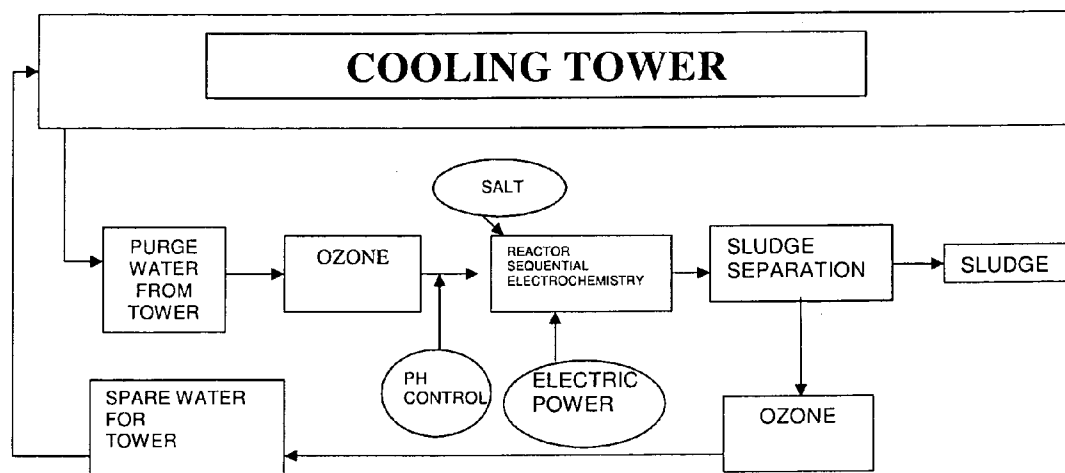 COOLING TOWER
SALT
PURGE
WATER
FROM
TOWER
OZONE
REACTOR
SEQUENTIAL
ELECTROCHEMISTRY
SLUDGE
SEPARATION
SLUDGE
PH
CONTROL
ELECTRIC
POWER
SPARE WATER
FOR
TOWER
OZONE